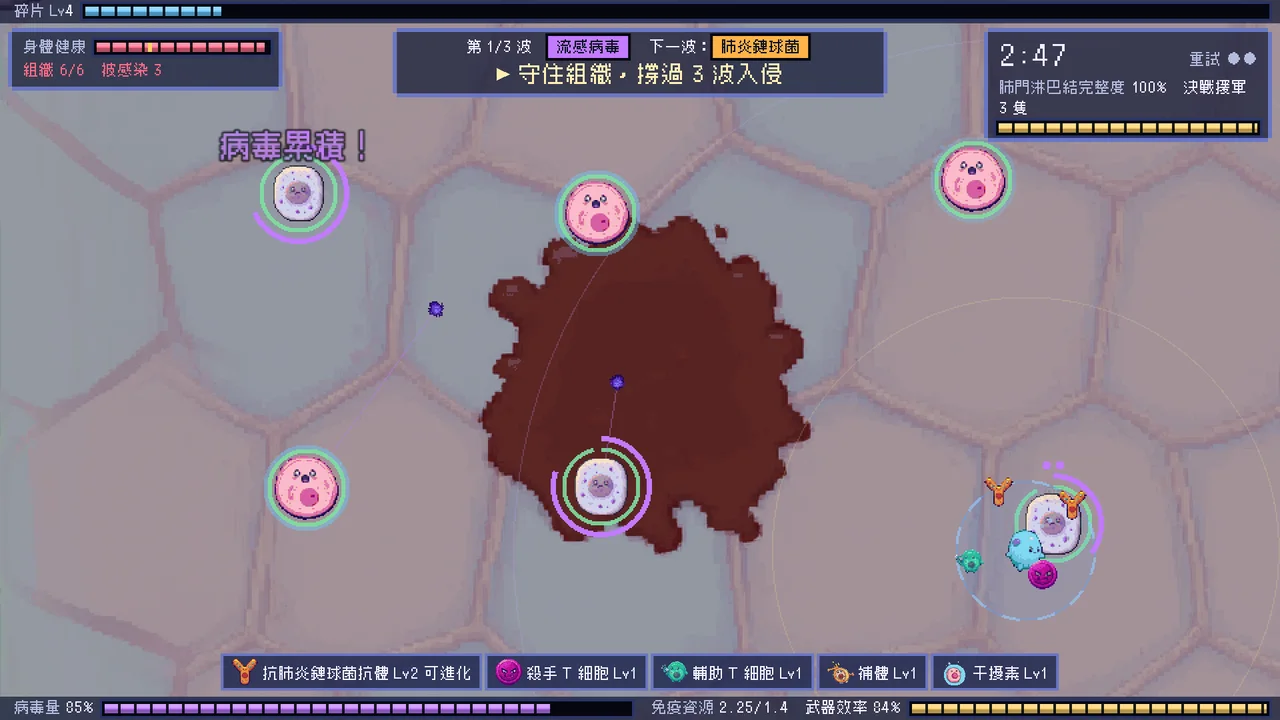 碎片 Lv4
身體健康
組織 6/6 被感染 3
第 1/3 波 流感病毒 下一波：肺炎鏈球菌
►守住組織，撐過 3 波入侵
2:47 重試
肺門淋巴結完整度 100% 決戰援軍
3 隻
病毒累積！
抗肺炎鏈球菌抗體 Lv2 可進化
殺手 T 細胞 Lv1
輔助 T 細胞 Lv1
補體 Lv1
干擾素 Lv1
病毒量 85%
免疫資源 2.25/1.4 武器效率 84%